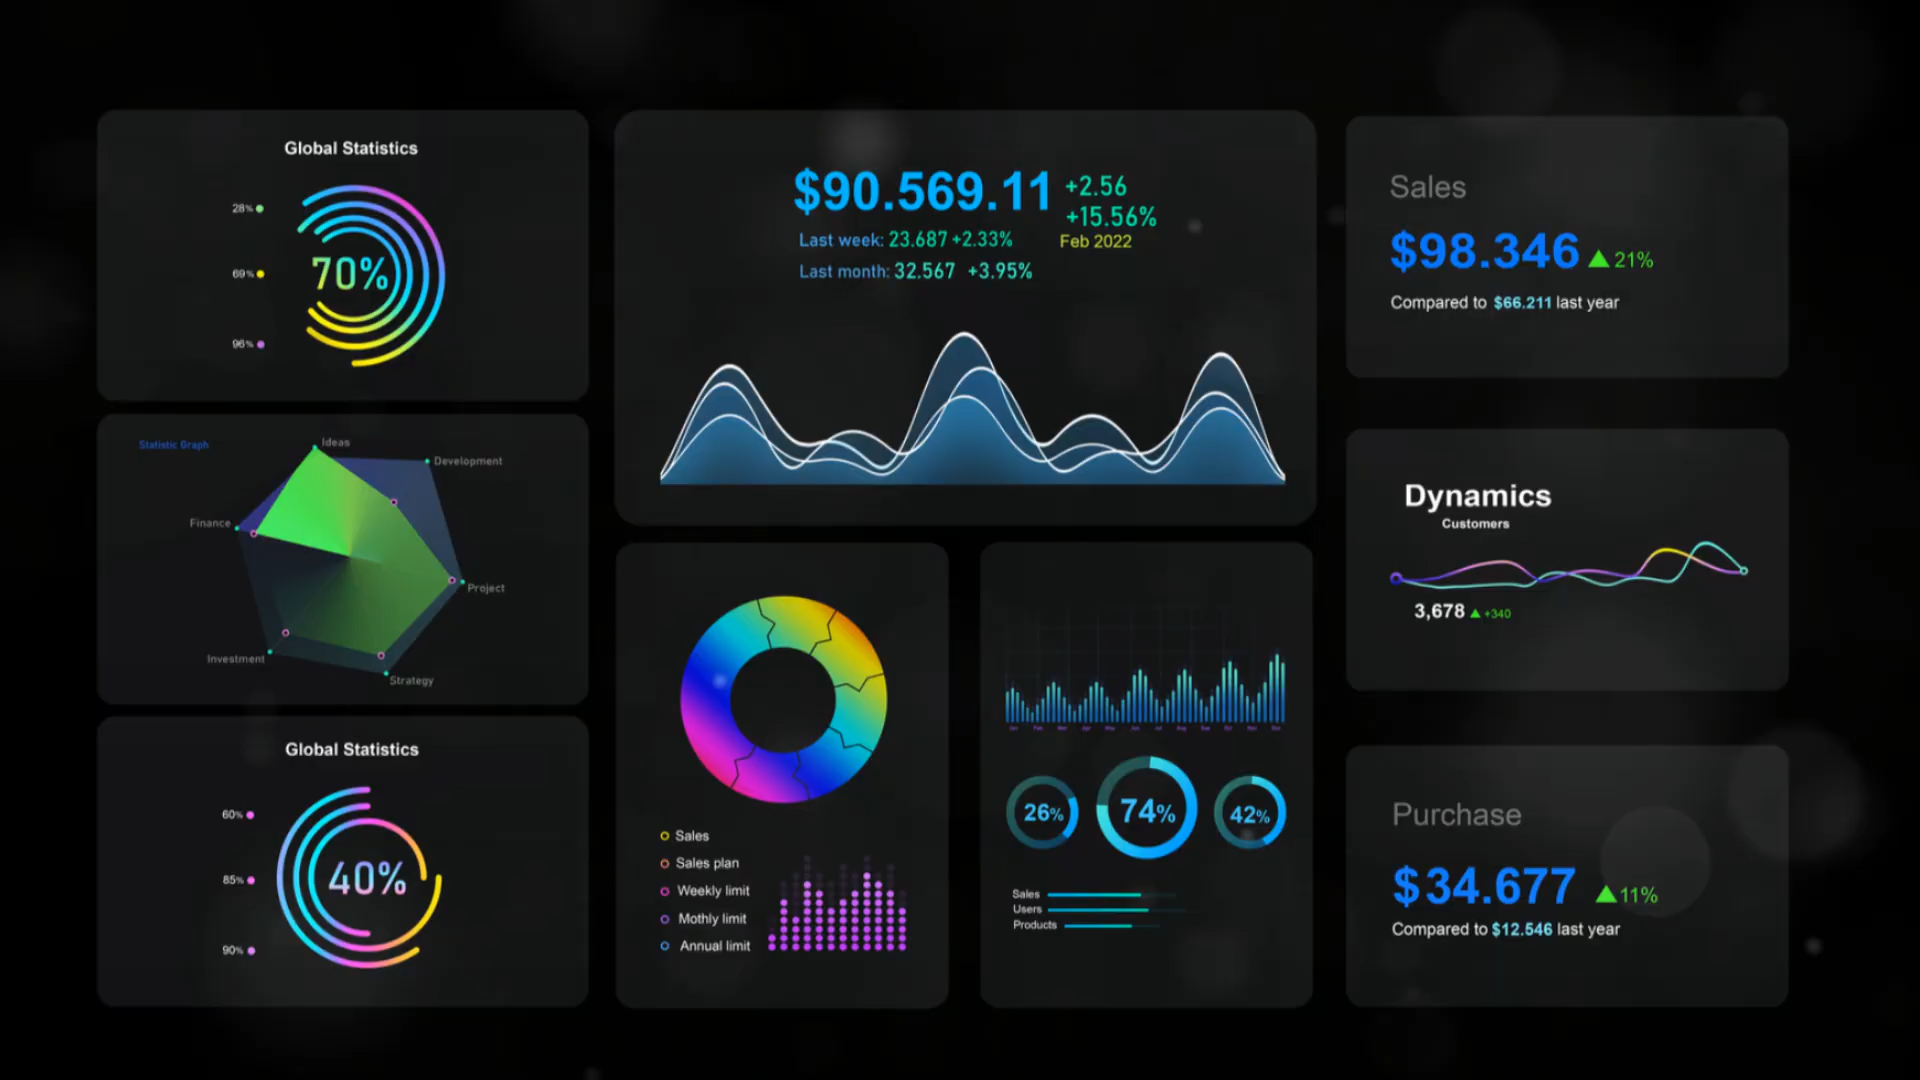 Global Statistics
28%
69%
96%
70%
Statistic Graph
Ideas
Development
Finance
Project
Investment
Strategy
Global Statistics
60%
85%
90%
40%
$90.569.11
+2.56
+15.56%
Last week: 23.687 +2.33%
Feb 2022
Last month: 32.567 +3.95%
Sales
Sales plan
Weekly limit
Mothly limit
Annual limit
26%
74%
42%
Sales
Users
Products
Sales
$98.346
21%
Compared to $66.211 last year
Dynamics
Customers
3,678
+340
Purchase
$34.677
11%
Compared to $12.546 last year